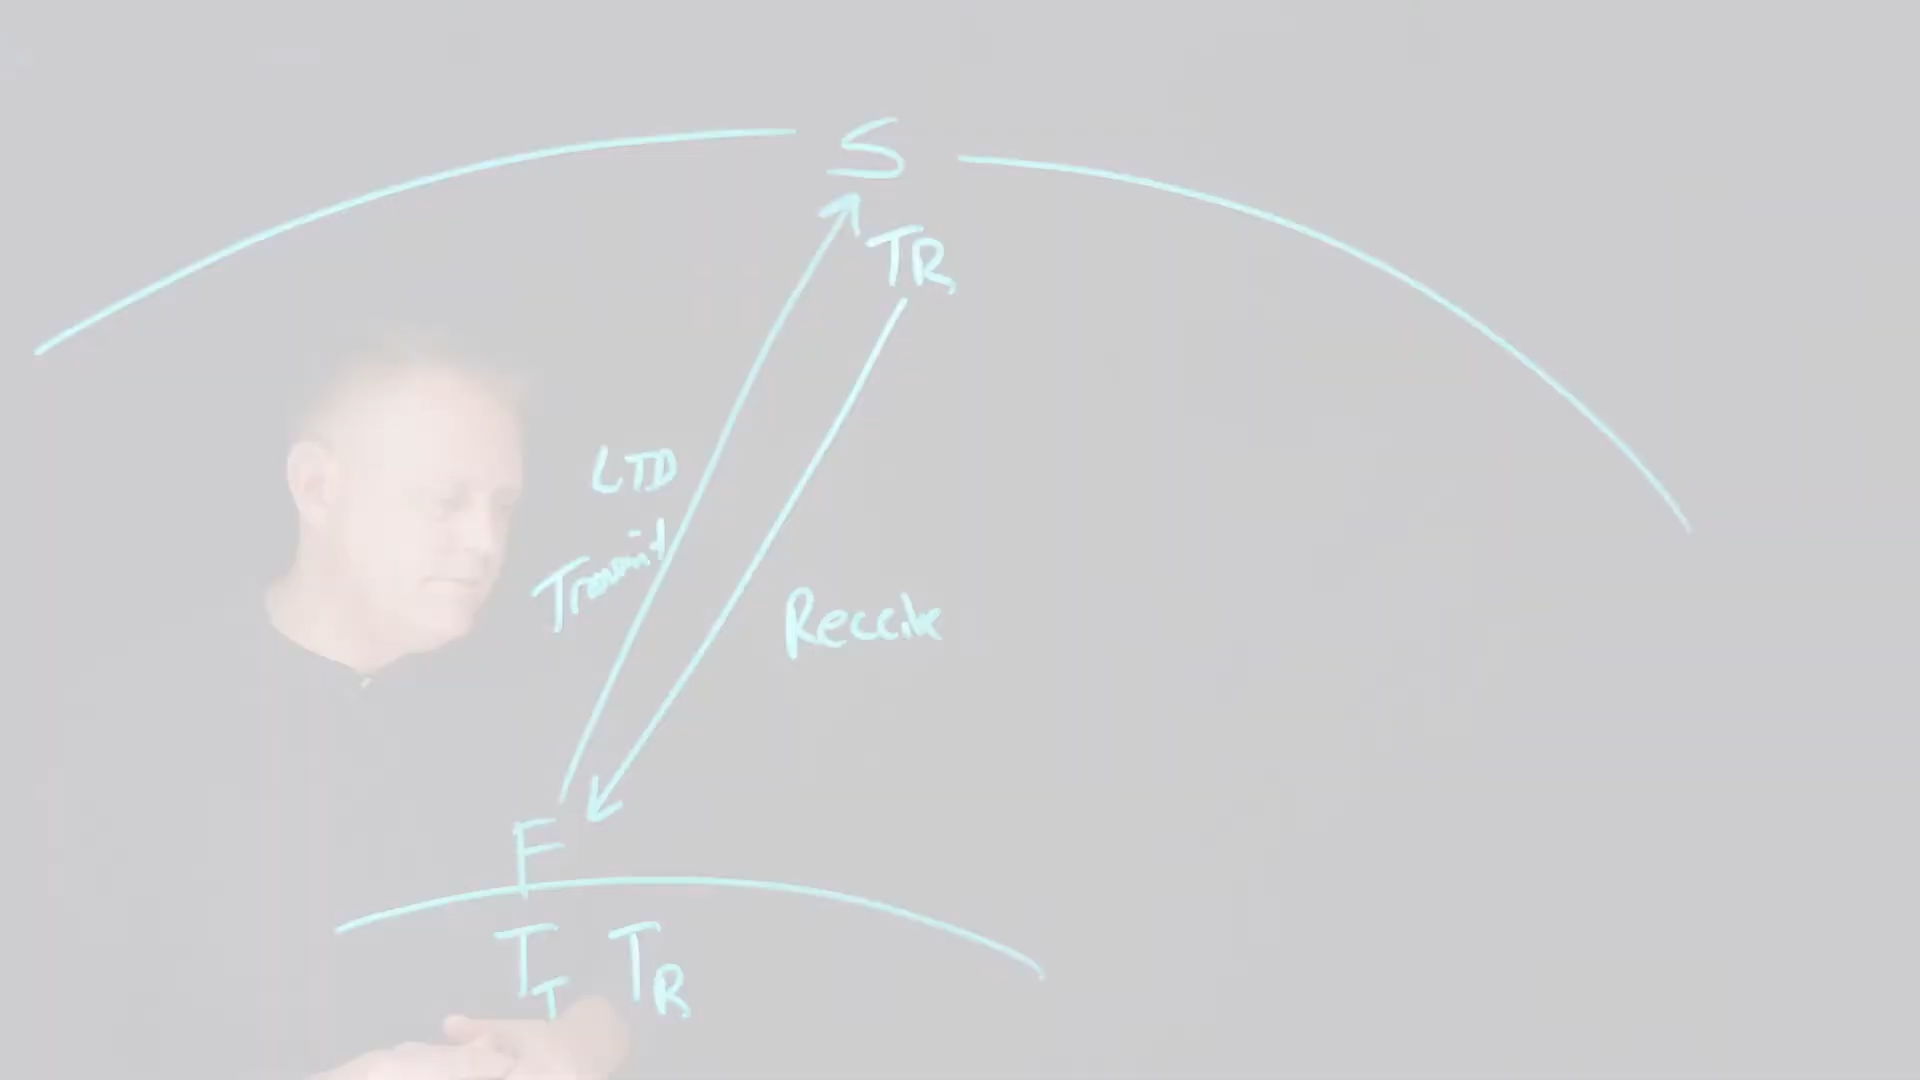 S
TR
LTD
Transmit
Receive
E
TT TR